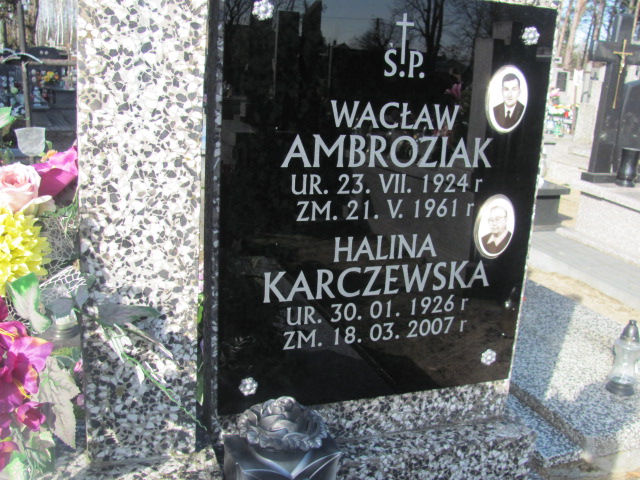 Ś.P.
WACŁAW
AMBROZIAK
UR. 23. VII. 1924 r
ZM. 21. V. 1961 r
HALINA
KARCZEWSKA
UR. 30. 01. 1926 r
ZM. 18. 03. 2007 r